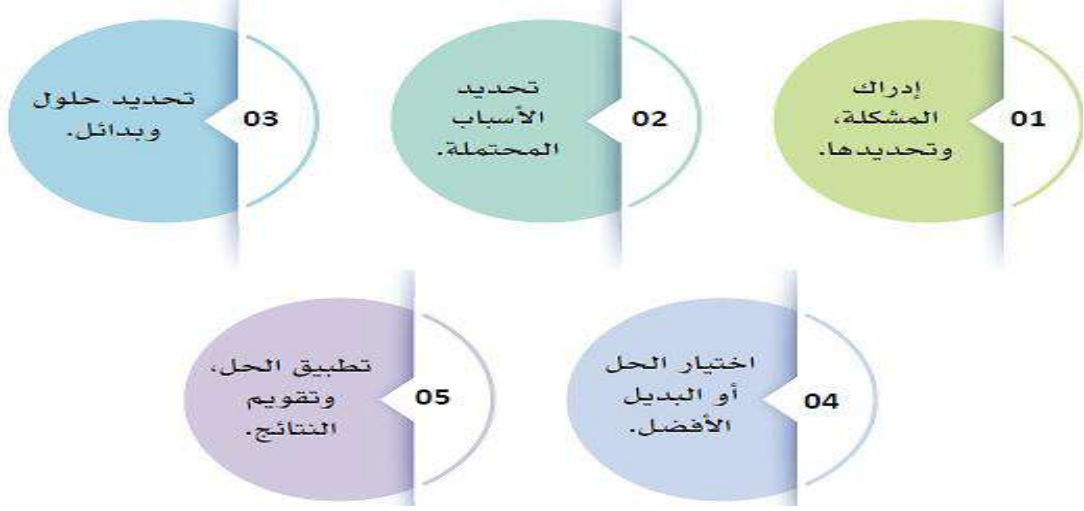 01
إدراك
المشكلة،
وتحديدها.
02
تحديد
الأسباب
المحتملة.
03
تحديد حلول
وبدائل.
04
اختيار الحل
أو البديل
الأفضل.
05
تطبيق الحل،
وتقويم
النتائج.